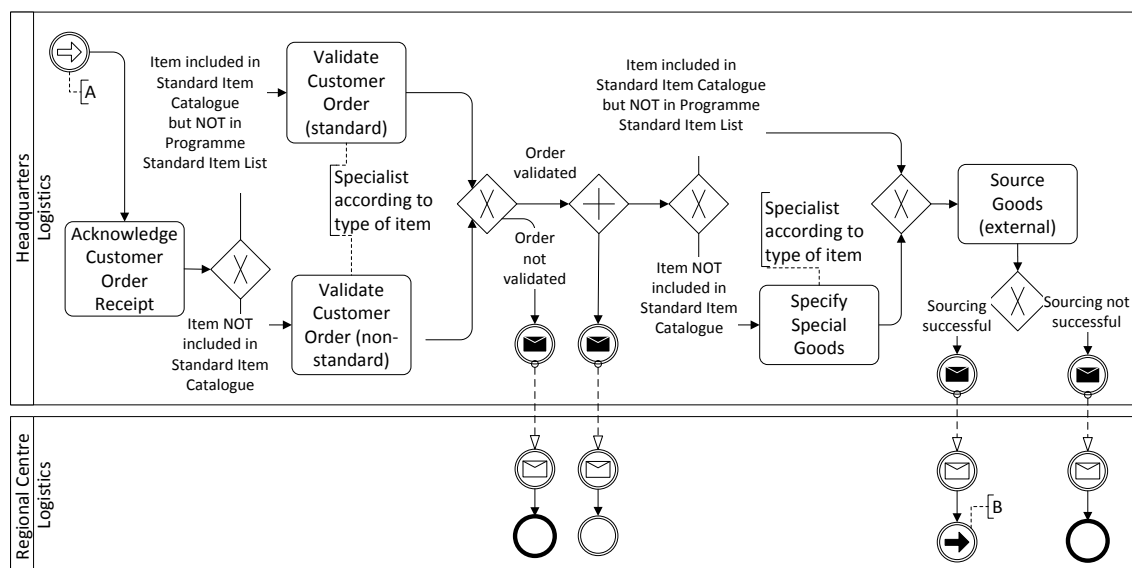 Headquarters
Logistics
A
Acknowledge
Customer
Order
Receipt
Item included in
Standard Item
Catalogue
but NOT in
Programme
Standard Item List
Item NOT
included in
Standard Item
Catalogue
Validate
Customer
Order
(standard)
Specialist
according to
type of item
Validate
Customer
Order (non-
standard)
Order
validated
Order
not
validated
Item included in
Standard Item Catalogue
but NOT in Programme
Standard Item List
Item NOT
included in
Standard Item
Catalogue
Specialist
according to
type of item
Specify
Special
Goods
Source
Goods
(external)
Sourcing
successful
Sourcing not
successful
Regional Centre
Logistics
B